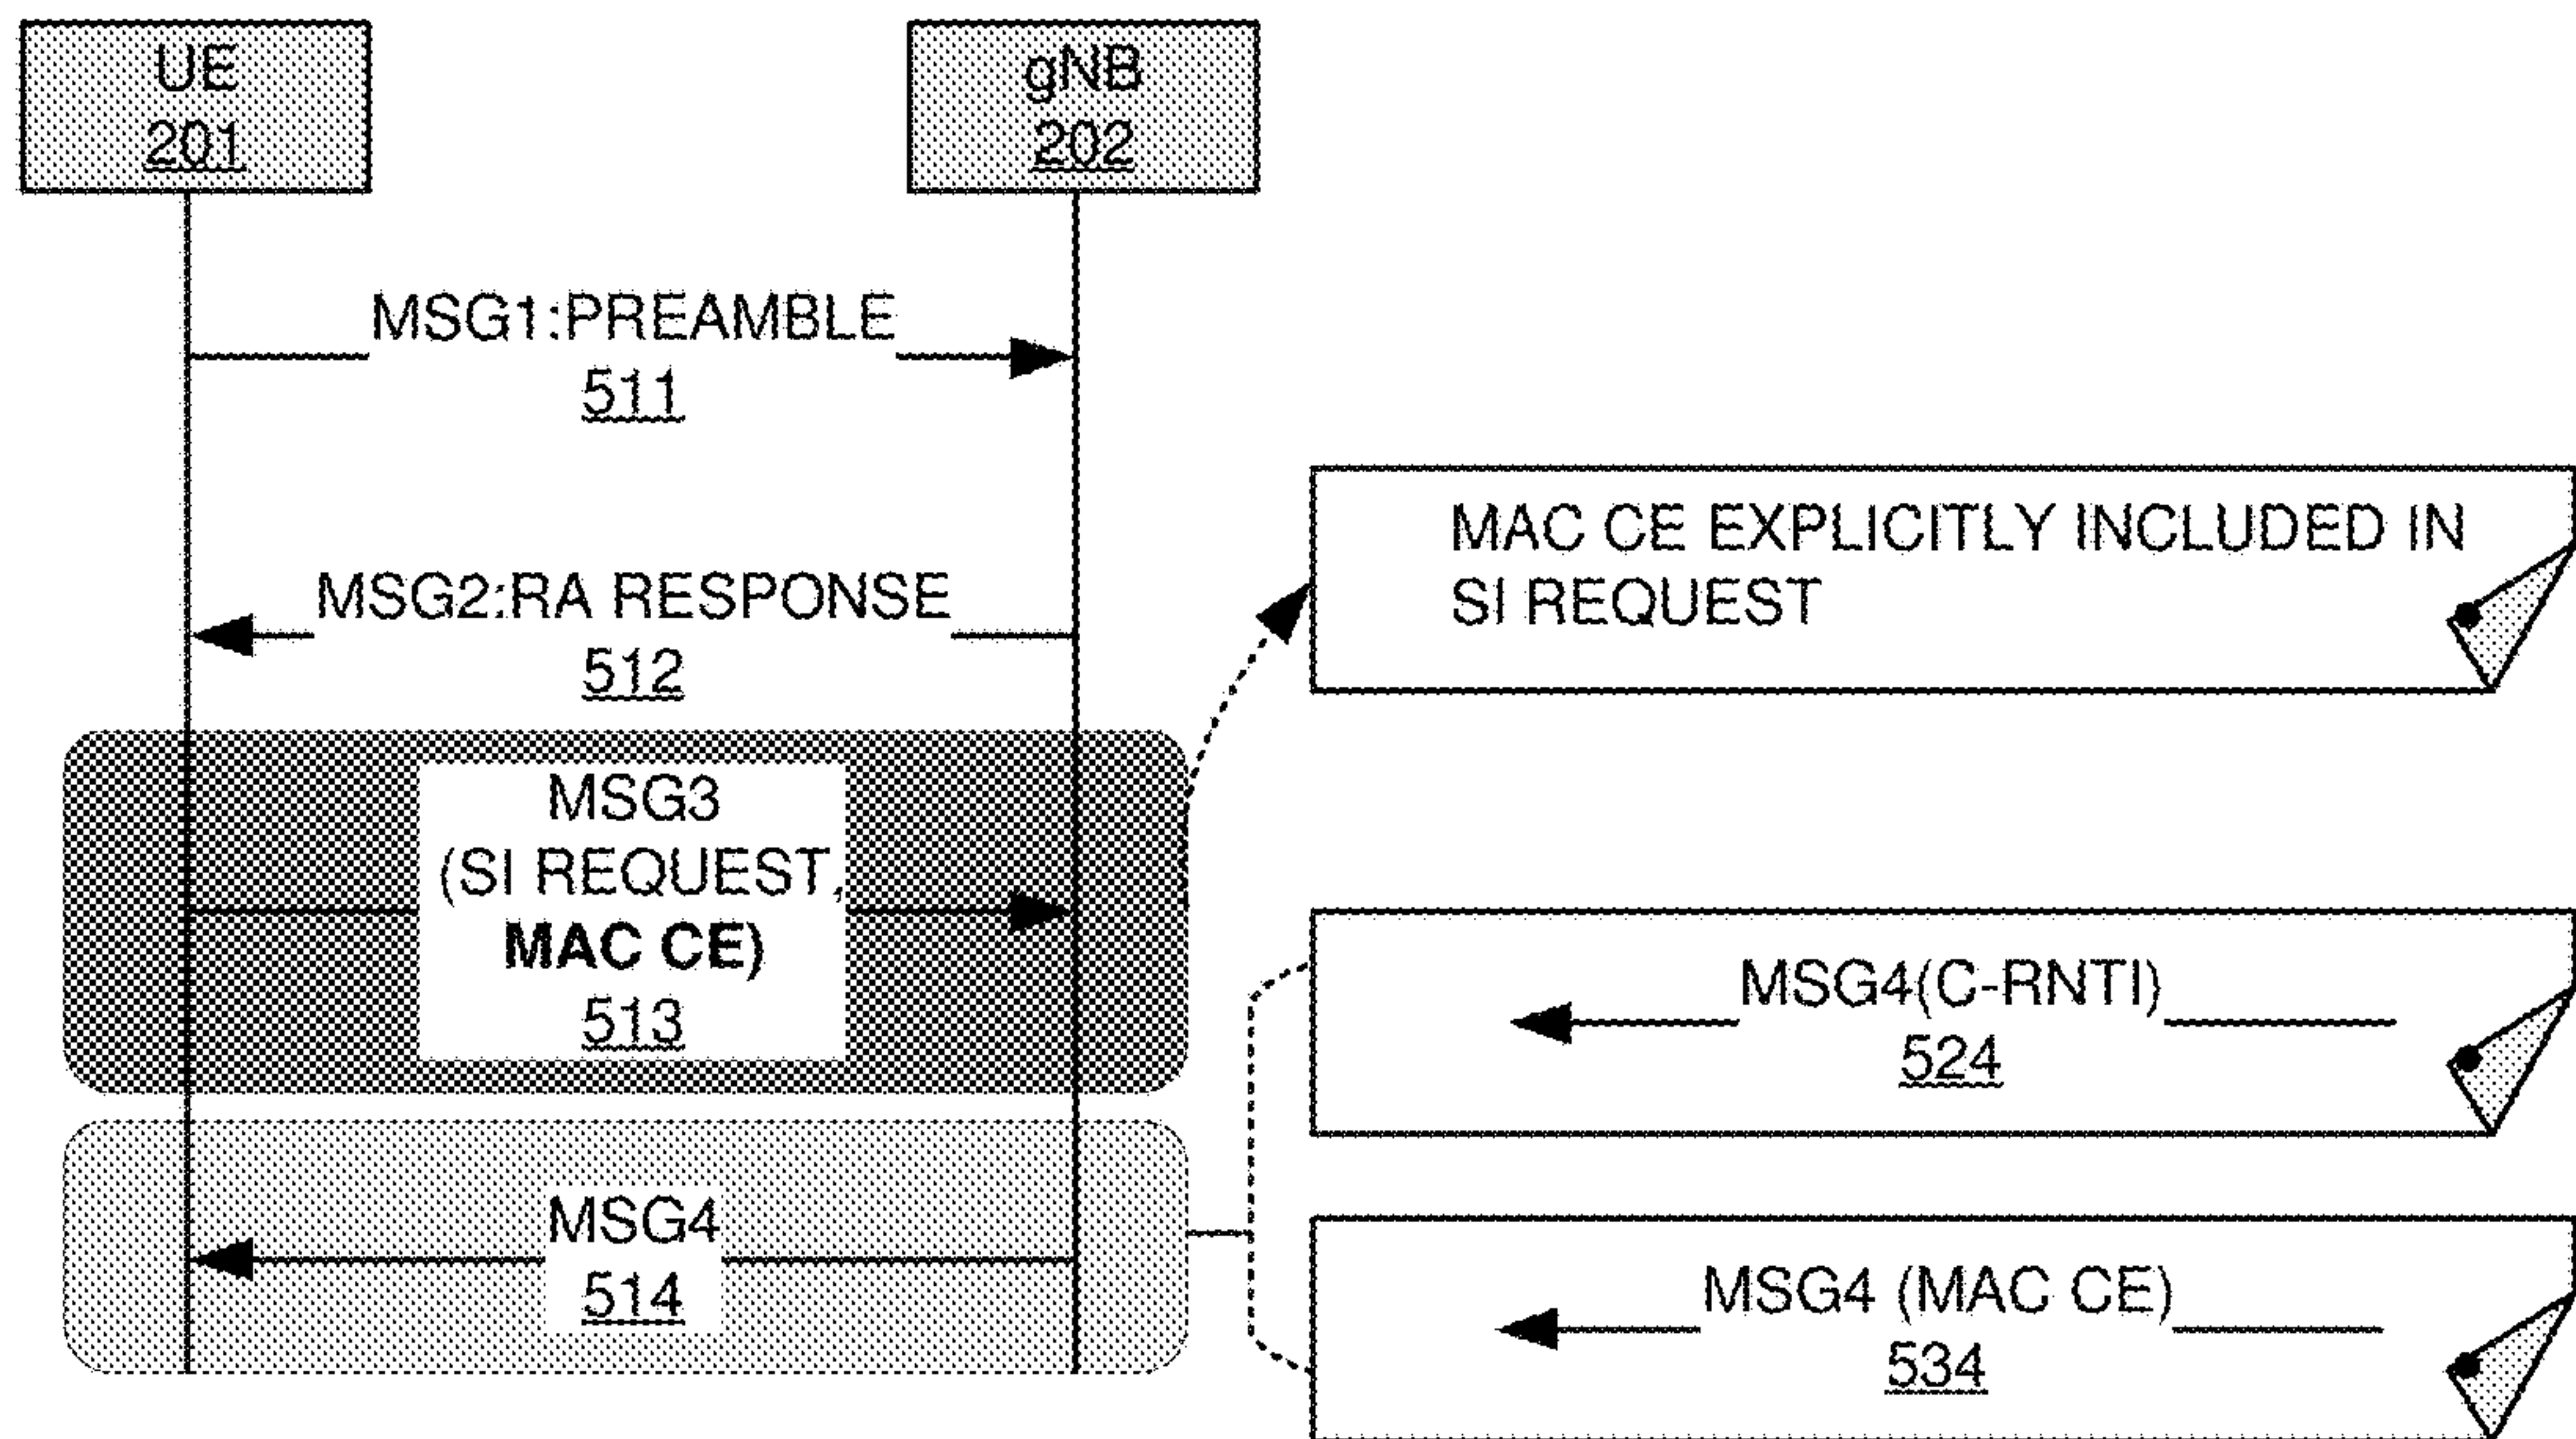 UE
201
gNB
202
MSG1:PREAMBLE
511
MSG2:RA RESPONSE
512
MAC CE EXPLICITLY INCLUDED IN
SI REQUEST
MSG3
(SI REQUEST,
MAC CE)
513
MSG4(C-RNTI)
524
MSG4
514
MSG4 (MAC CE)
534